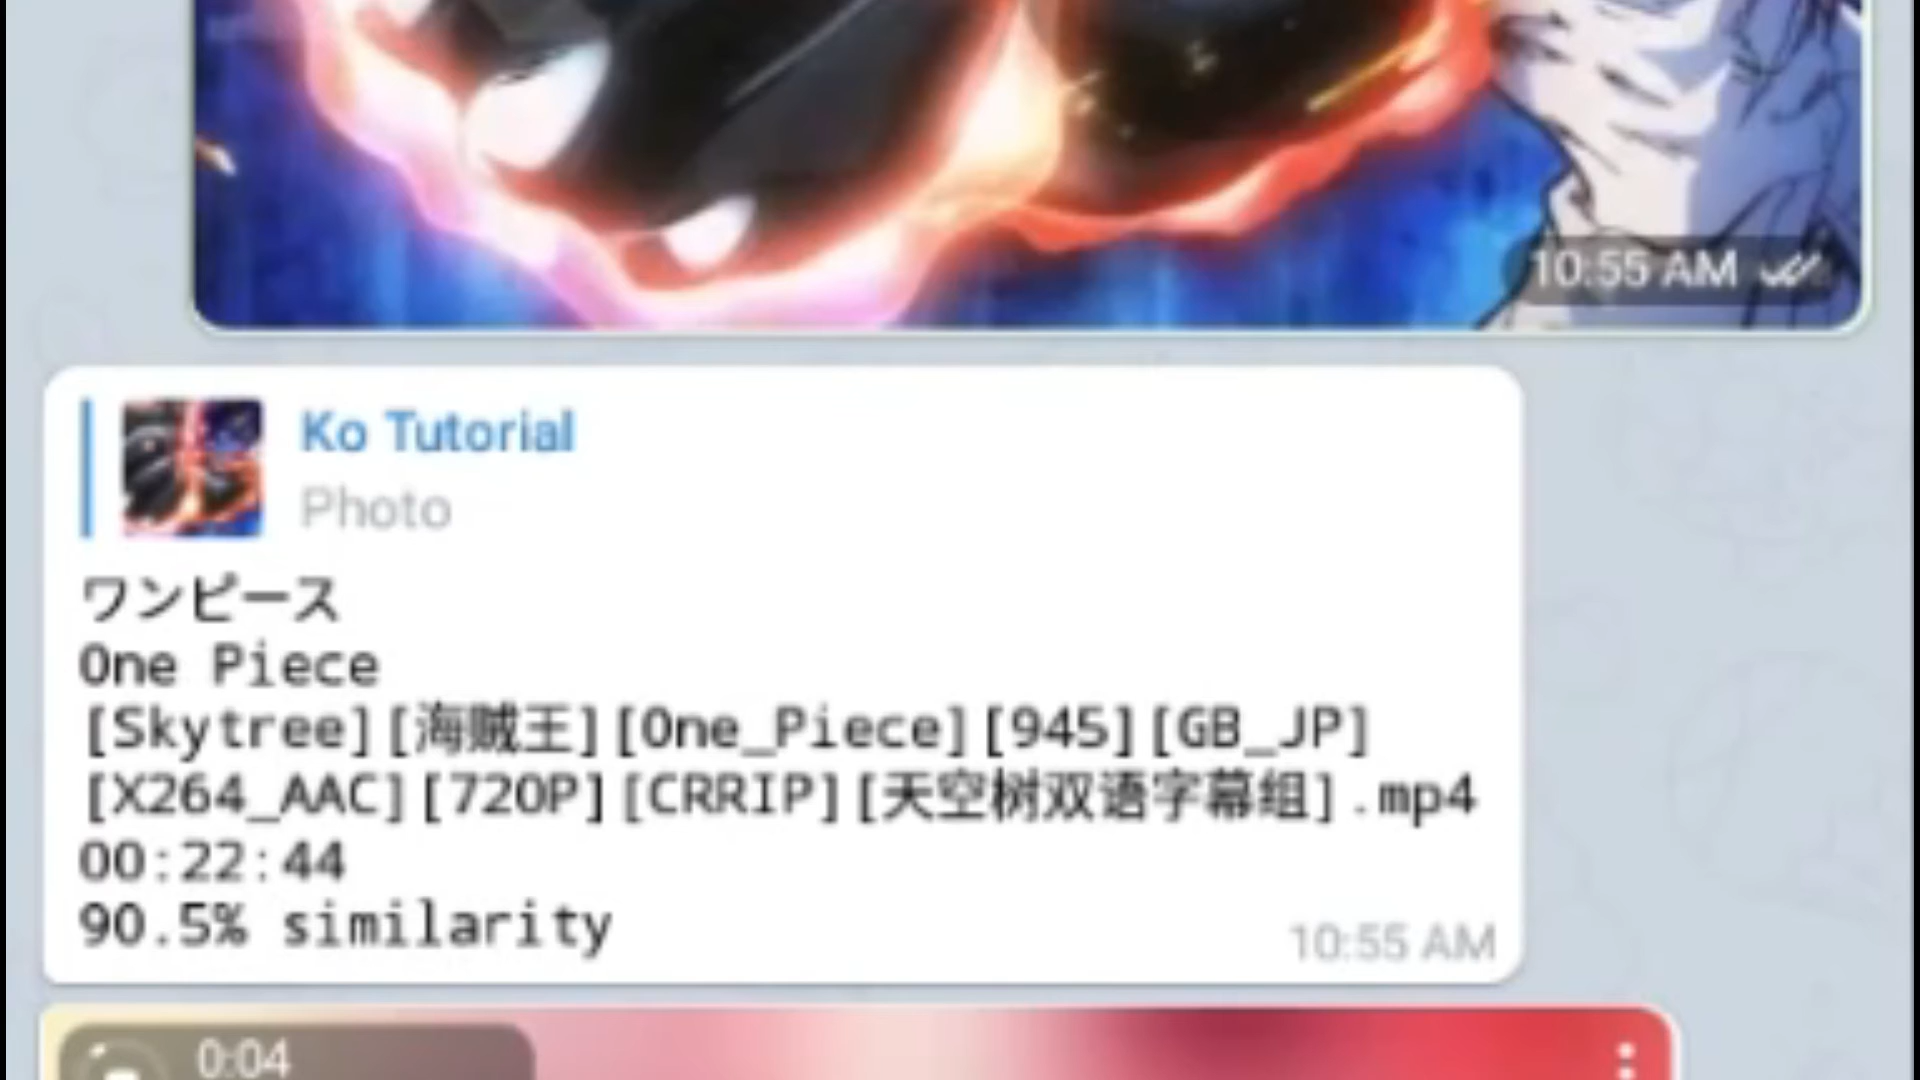 10:55 AM
Ko Tutorial
Photo
ワンピース
One Piece
[Skytree][海贼王][One_Piece][945][GB_JP]
[X264_AAC][720P][CRRIP][天空树双语字幕组].mp4
00:22:44
90.5% similarity
10:55 AM
0:04